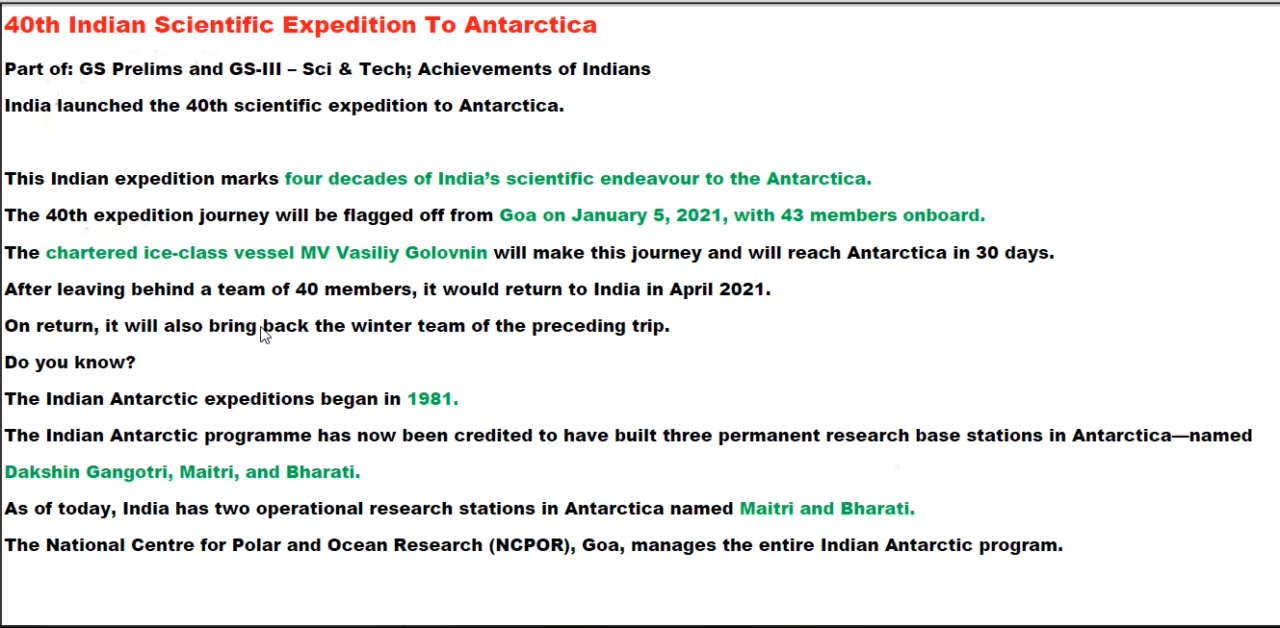 40th Indian Scientific Expedition To Antarctica
Part of: GS Prelims and GS-III – Sci & Tech; Achievements of Indians
India launched the 40th scientific expedition to Antarctica.
This Indian expedition marks four decades of India’s scientific endeavour to the Antarctica.
The 40th expedition journey will be flagged off from Goa on January 5, 2021, with 43 members onboard.
The chartered ice-class vessel MV Vasiliy Golovnin will make this journey and will reach Antarctica in 30 days.
After leaving behind a team of 40 members, it would return to India in April 2021.
On return, it will also bring back the winter team of the preceding trip.
Do you know?
The Indian Antarctic expeditions began in 1981.
The Indian Antarctic programme has now been credited to have built three permanent research base stations in Antarctica—named
Dakshin Gangotri, Maitri, and Bharati.
As of today, India has two operational research stations in Antarctica named Maitri and Bharati.
The National Centre for Polar and Ocean Research (NCPOR), Goa, manages the entire Indian Antarctic program.